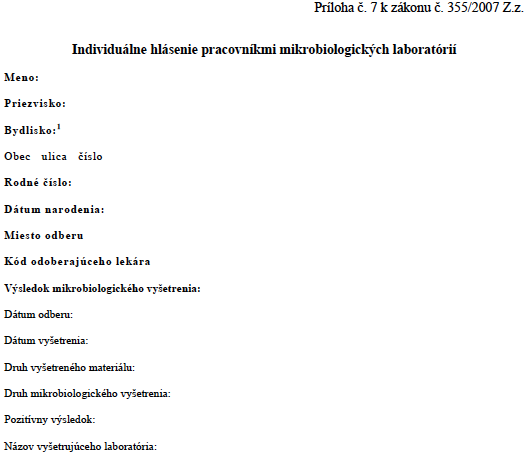 Príloha č. 7 k zákonu č. 355/2007 Z.z.
Individuálne hlásenie pracovníkmi mikrobiologických laboratórií
Meno:
Priezvisko:
Bydlisko:1
Obec ulica číslo
Rodné číslo:
Dátum narodenia:
Miesto odberu
Kód odoberajúceho lekára
Výsledok mikrobiologického vyšetrenia:
Dátum odberu:
Dátum vyšetrenia:
Druh vyšetreného materiálu:
Druh mikrobiologického vyšetrenia:
Pozitívny výsledok:
Názov vyšetrujúceho laboratória: